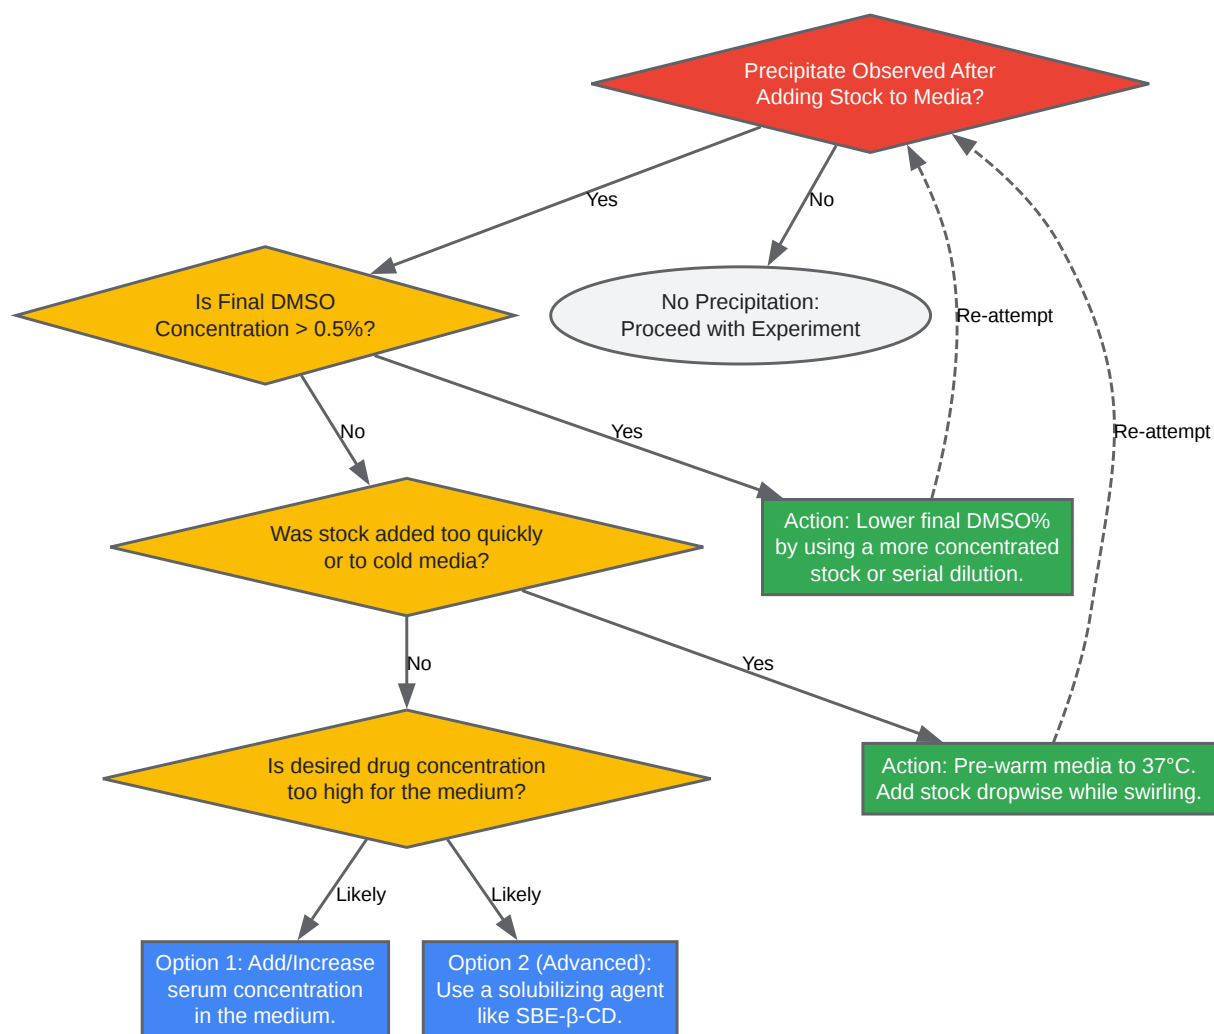 Precipitate Observed After
Adding Stock to Media?
Yes
No
Is Final DMSO
Concentration > 0.5%?
No Precipitation:
Proceed with Experiment
Re-attempt
No
Yes
Re-attempt
Was stock added too quickly
or to cold media?
Action: Lower final DMSO%
by using a more concentrated
stock or serial dilution.
No
Yes
Is desired drug concentration
too high for the medium?
Action: Pre-warm media to 37°C.
Add stock dropwise while swirling.
Likely
Likely
Option 1: Add/Increase
serum concentration
in the medium.
Option 2 (Advanced):
Use a solubilizing agent
like SBE-β-CD.